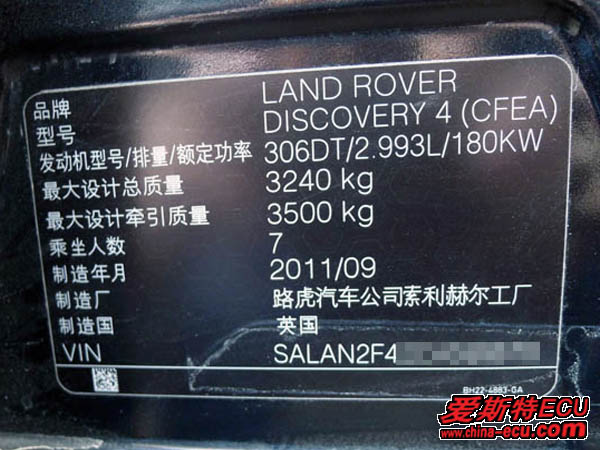 品牌 LAND ROVER
型号 DISCOVERY 4 (CFEA)
发动机型号/排量/额定功率 306DT/2.993L/180KW
最大设计总质量 3240 kg
最大设计牵引质量 3500 kg
乘坐人数 7
制造年月 2011/09
制造厂 路虎汽车公司索利赫尔工厂
制造国 英国
VIN SALAN2F4
BH22-4863-GA
爱斯特ECU
www.china-ecu.com